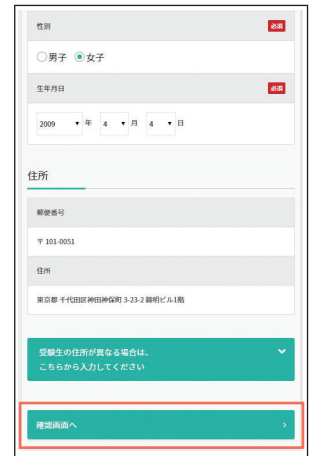 性別 必須
男子 女子
生年月日 必須
2009 年 4 月 4 日
住所
郵便番号
〒 101-0051
住所
東京都 千代田区神田神保町 3-23-2 錦明ビル1階
受験生の住所が異なる場合は、
こちらから入力してください
確認画面へ